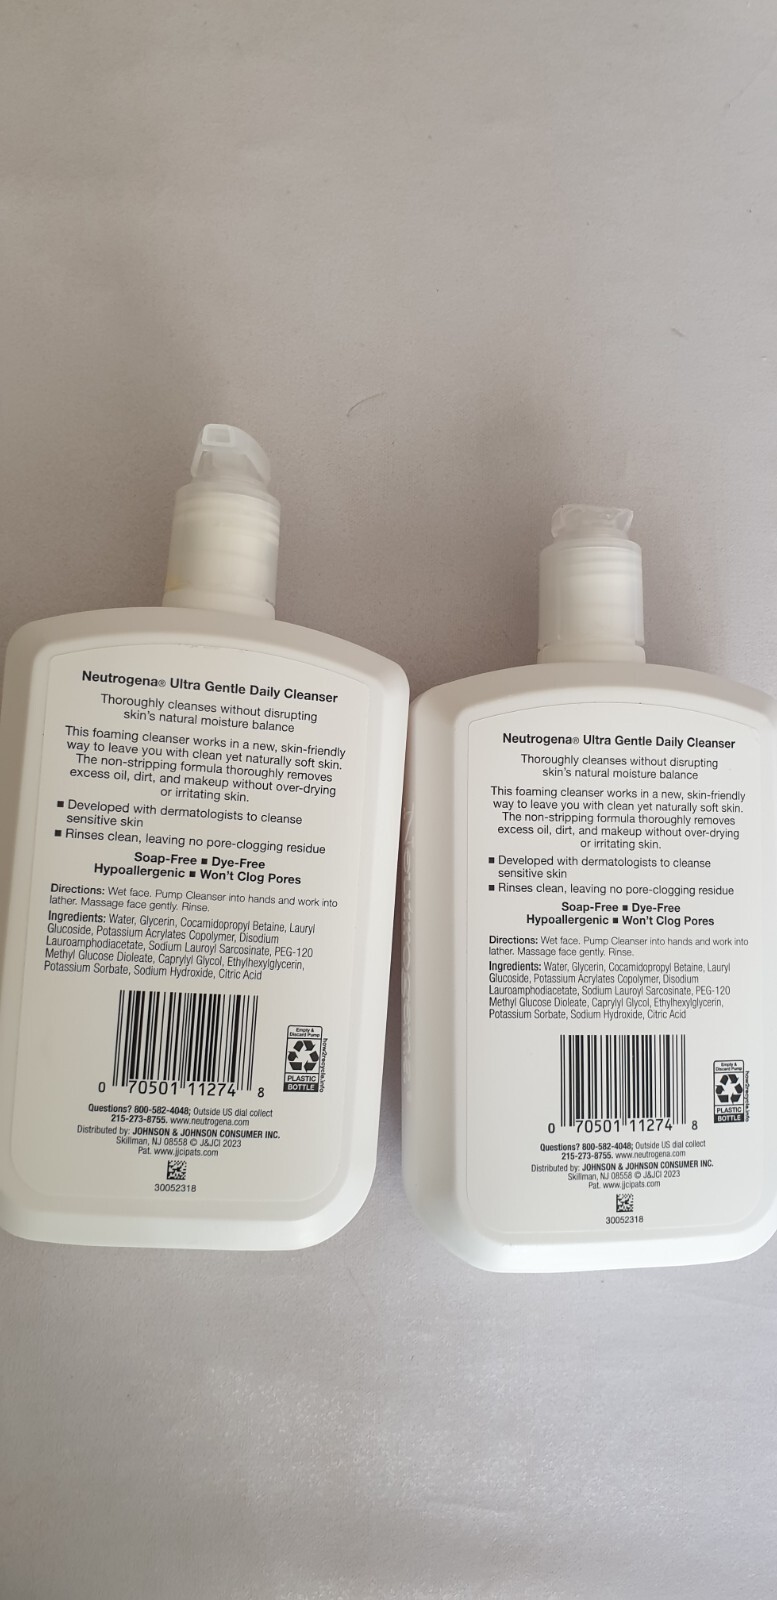 Neutrogena® Ultra Gentle Daily Cleanser
Thoroughly cleanses without disrupting
skin's natural moisture balance
This foaming cleanser works in a new, skin-friendly
way to leave you with clean yet naturally soft skin.
The non-stripping formula thoroughly removes
excess oil, dirt, and makeup without over-drying
or irritating skin.
■ Developed with dermatologists to cleanse
sensitive skin
■ Rinses clean, leaving no pore-clogging residue
Soap-Free ■ Dye-Free
Hypoallergenic ■ Won't Clog Pores
Directions: Wet face. Pump Cleanser into hands and work into
lather. Massage face gently. Rinse.
Ingredients: Water, Glycerin, Cocamidopropyl Betaine, Lauryl
Glucoside, Potassium Acrylates Copolymer, Disodium
Lauroamphodiacetate, Sodium Lauroyl Sarcosinate, PEG-120
Methyl Glucose Dioleate, Caprylyl Glycol, Ethylhexylglycerin,
Potassium Sorbate, Sodium Hydroxide, Citric Acid
0 70501 11274 8
Empty &
Discard Pump
PLASTIC
BOTTLE
how2recycle.info
Questions? 800-582-4048; Outside US dial collect
215-273-8755. www.neutrogena.com
Distributed by: JOHNSON & JOHNSON CONSUMER INC.
Skillman, NJ 08558 © J&JCI 2023
Pat. www.jjcipats.com
30052318
Neutrogena® Ultra Gentle Daily Cleanser
Thoroughly cleanses without disrupting
skin's natural moisture balance
This foaming cleanser works in a new, skin-friendly
way to leave you with clean yet naturally soft skin.
The non-stripping formula thoroughly removes
excess oil, dirt, and makeup without over-drying
or irritating skin.
■ Developed with dermatologists to cleanse
sensitive skin
■ Rinses clean, leaving no pore-clogging residue
Soap-Free ■ Dye-Free
Hypoallergenic ■ Won't Clog Pores
Directions: Wet face. Pump Cleanser into hands and work into
lather. Massage face gently. Rinse.
Ingredients: Water, Glycerin, Cocamidopropyl Betaine, Lauryl
Glucoside, Potassium Acrylates Copolymer, Disodium
Lauroamphodiacetate, Sodium Lauroyl Sarcosinate, PEG-120
Methyl Glucose Dioleate, Caprylyl Glycol, Ethylhexylglycerin,
Potassium Sorbate, Sodium Hydroxide, Citric Acid
0 70501 11274 8
Empty &
Discard Pump
PLASTIC
BOTTLE
how2recycle.info
Questions? 800-582-4048; Outside US dial collect
215-273-8755. www.neutrogena.com
Distributed by: JOHNSON & JOHNSON CONSUMER INC.
Skillman, NJ 08558 © J&JCI 2023
Pat. www.jjcipats.com
30052318